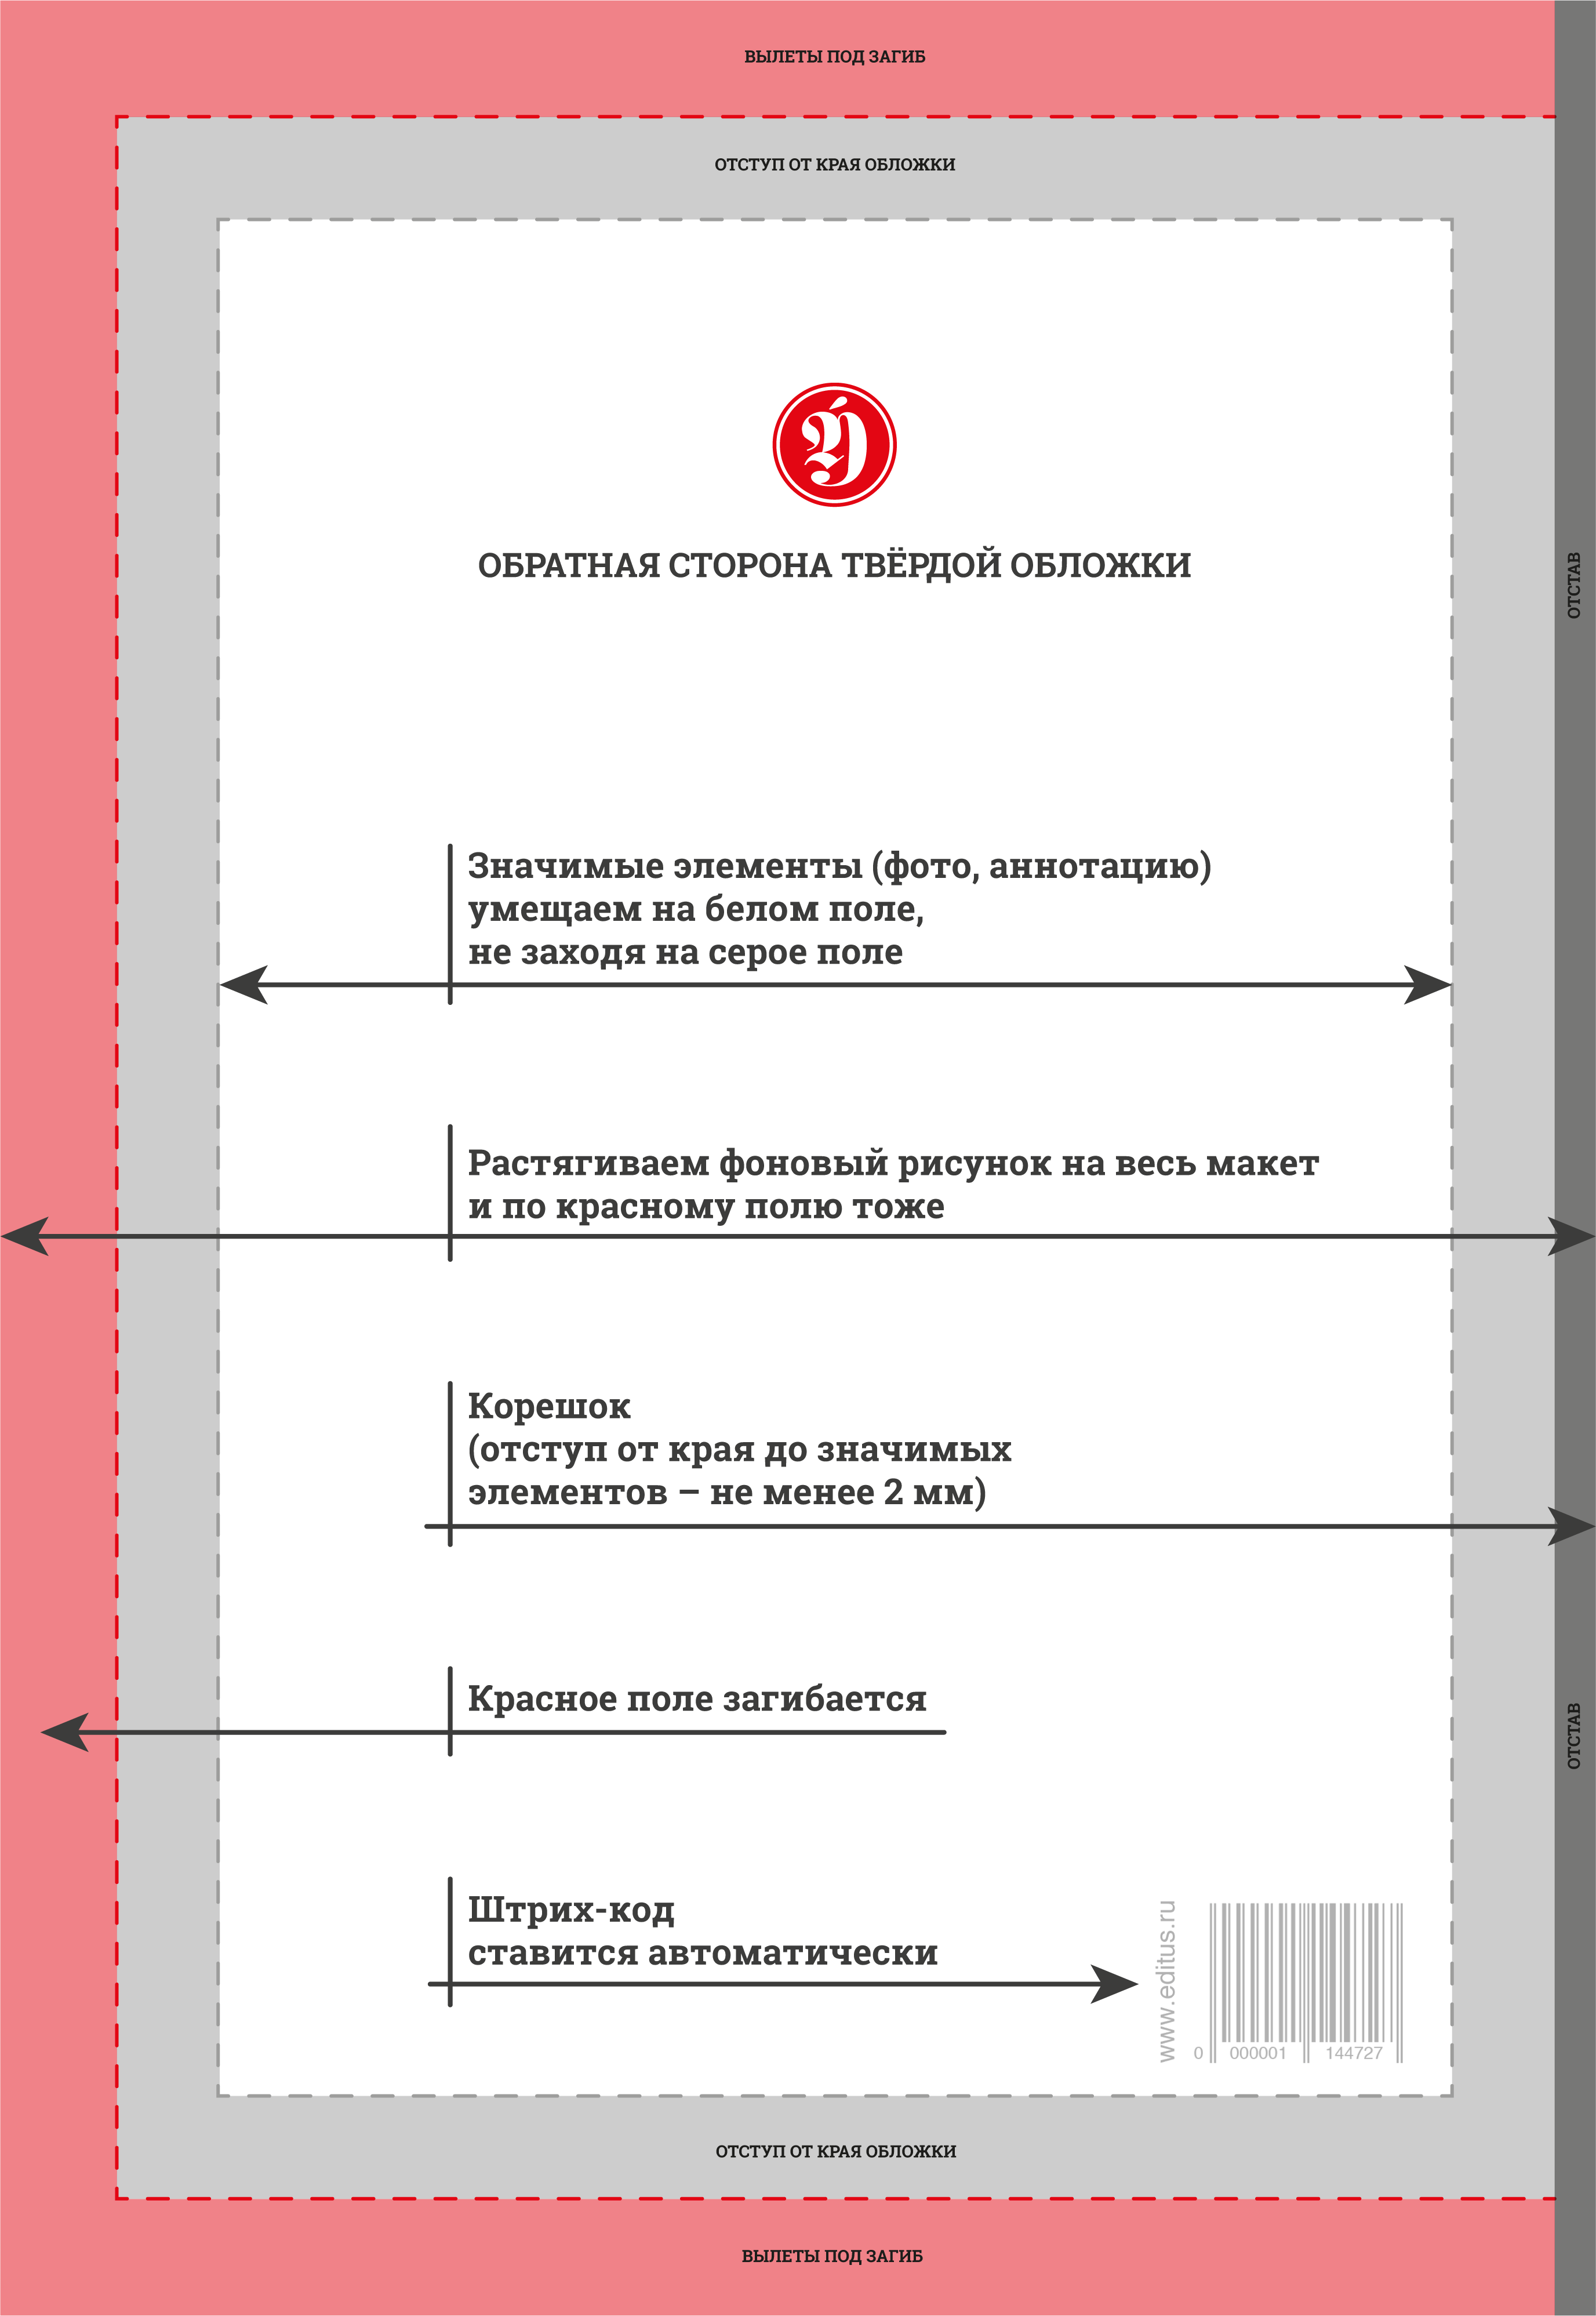 ВЫЛЕТЫ ПОД ЗАГИБ
ОТСТУП ОТ КРАЯ ОБЛОЖКИ
ОБРАТНАЯ СТОРОНА ТВЁРДОЙ ОБЛОЖКИ
ОТСТАВ
Значимые элементы (фото, аннотацию)
умещаем на белом поле,
не заходя на серое поле
Растягиваем фоновый рисунок на весь макет
и по красному полю тоже
Корешок
(отступ от края до значимых
элементов – не менее 2 мм)
Красное поле загибается
ОТСТАВ
Штрих-код
ставится автоматически
www.editus.ru
0 000001 144727
ОТСТУП ОТ КРАЯ ОБЛОЖКИ
ВЫЛЕТЫ ПОД ЗАГИБ